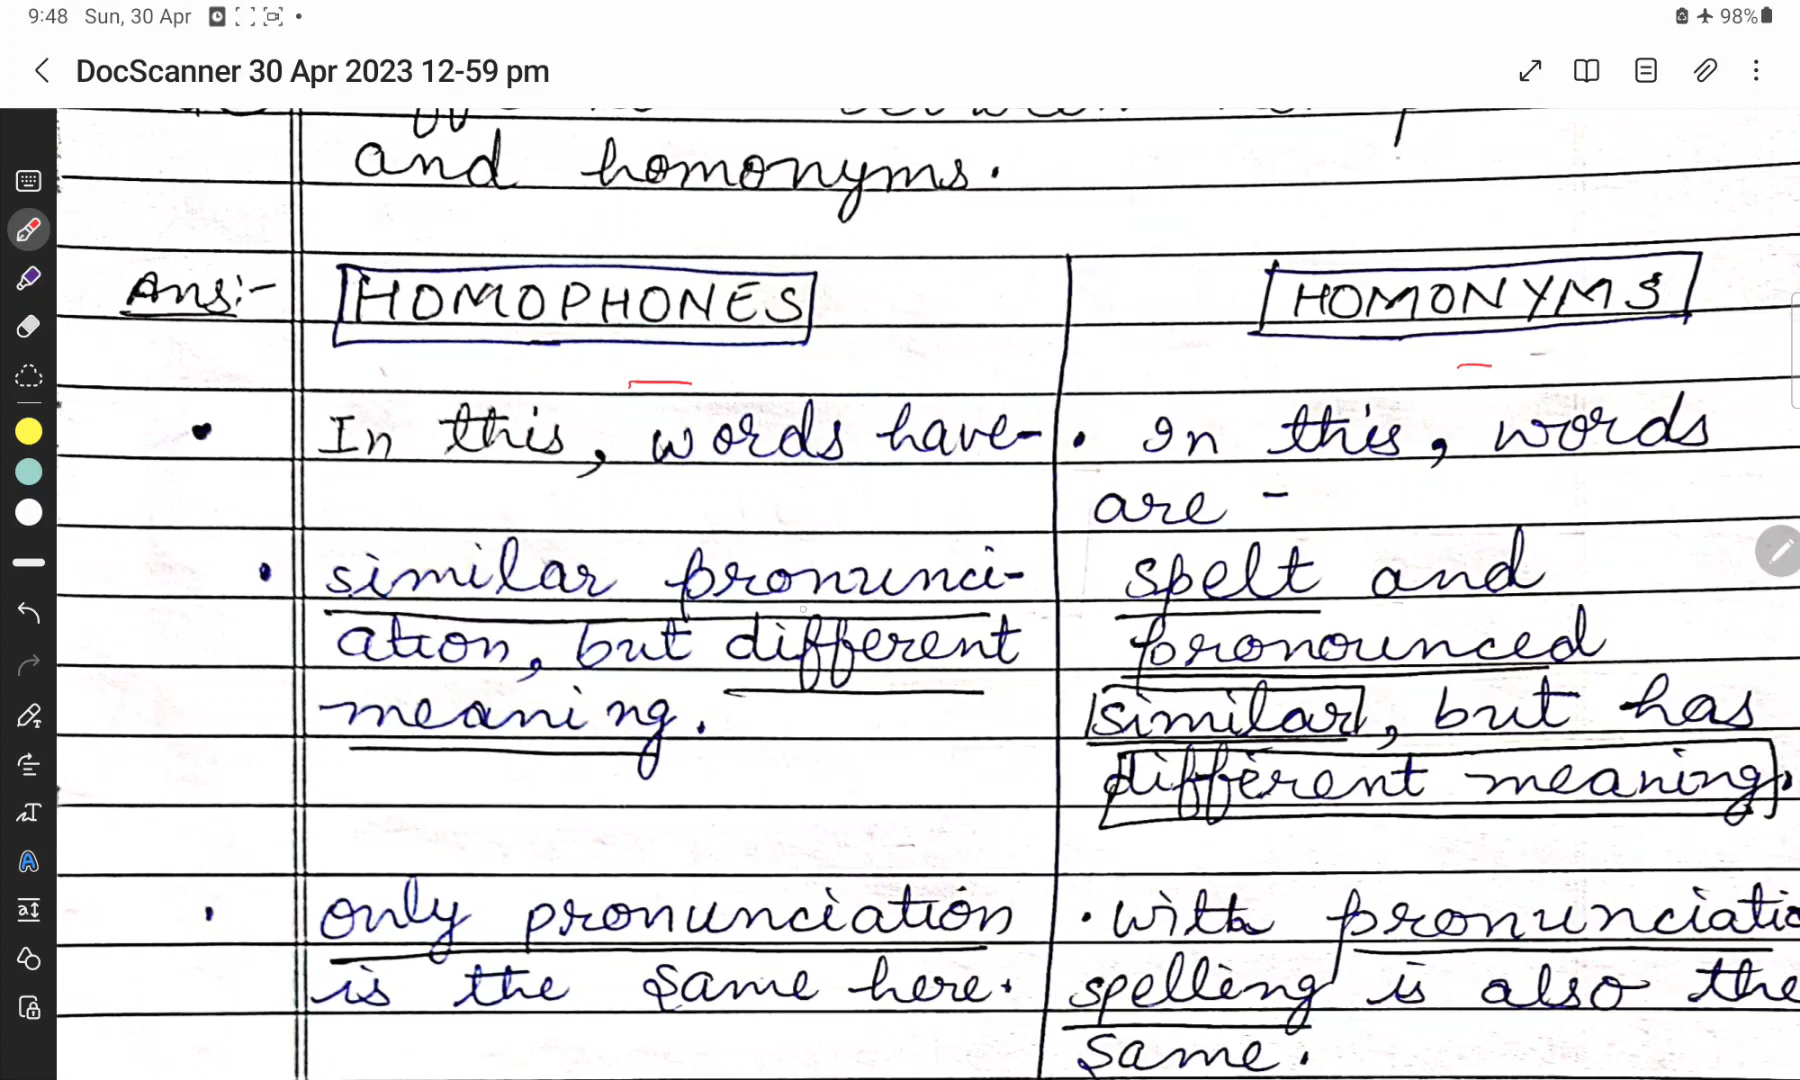 9:48 Sun, 30 Apr
98%
DocScanner 30 Apr 2023 12-59 pm
and homonyms.
Ans:-
HOMOPHONES
• In this, words have-
• similar pronunci-
ation, but different
meaning.
• only pronunciation
is the same here.
HOMONYMS
• In this, words
are -
spelt and
pronounced
similar, but has
different meaning.
• with pronunciatio
spelling is also the
same.